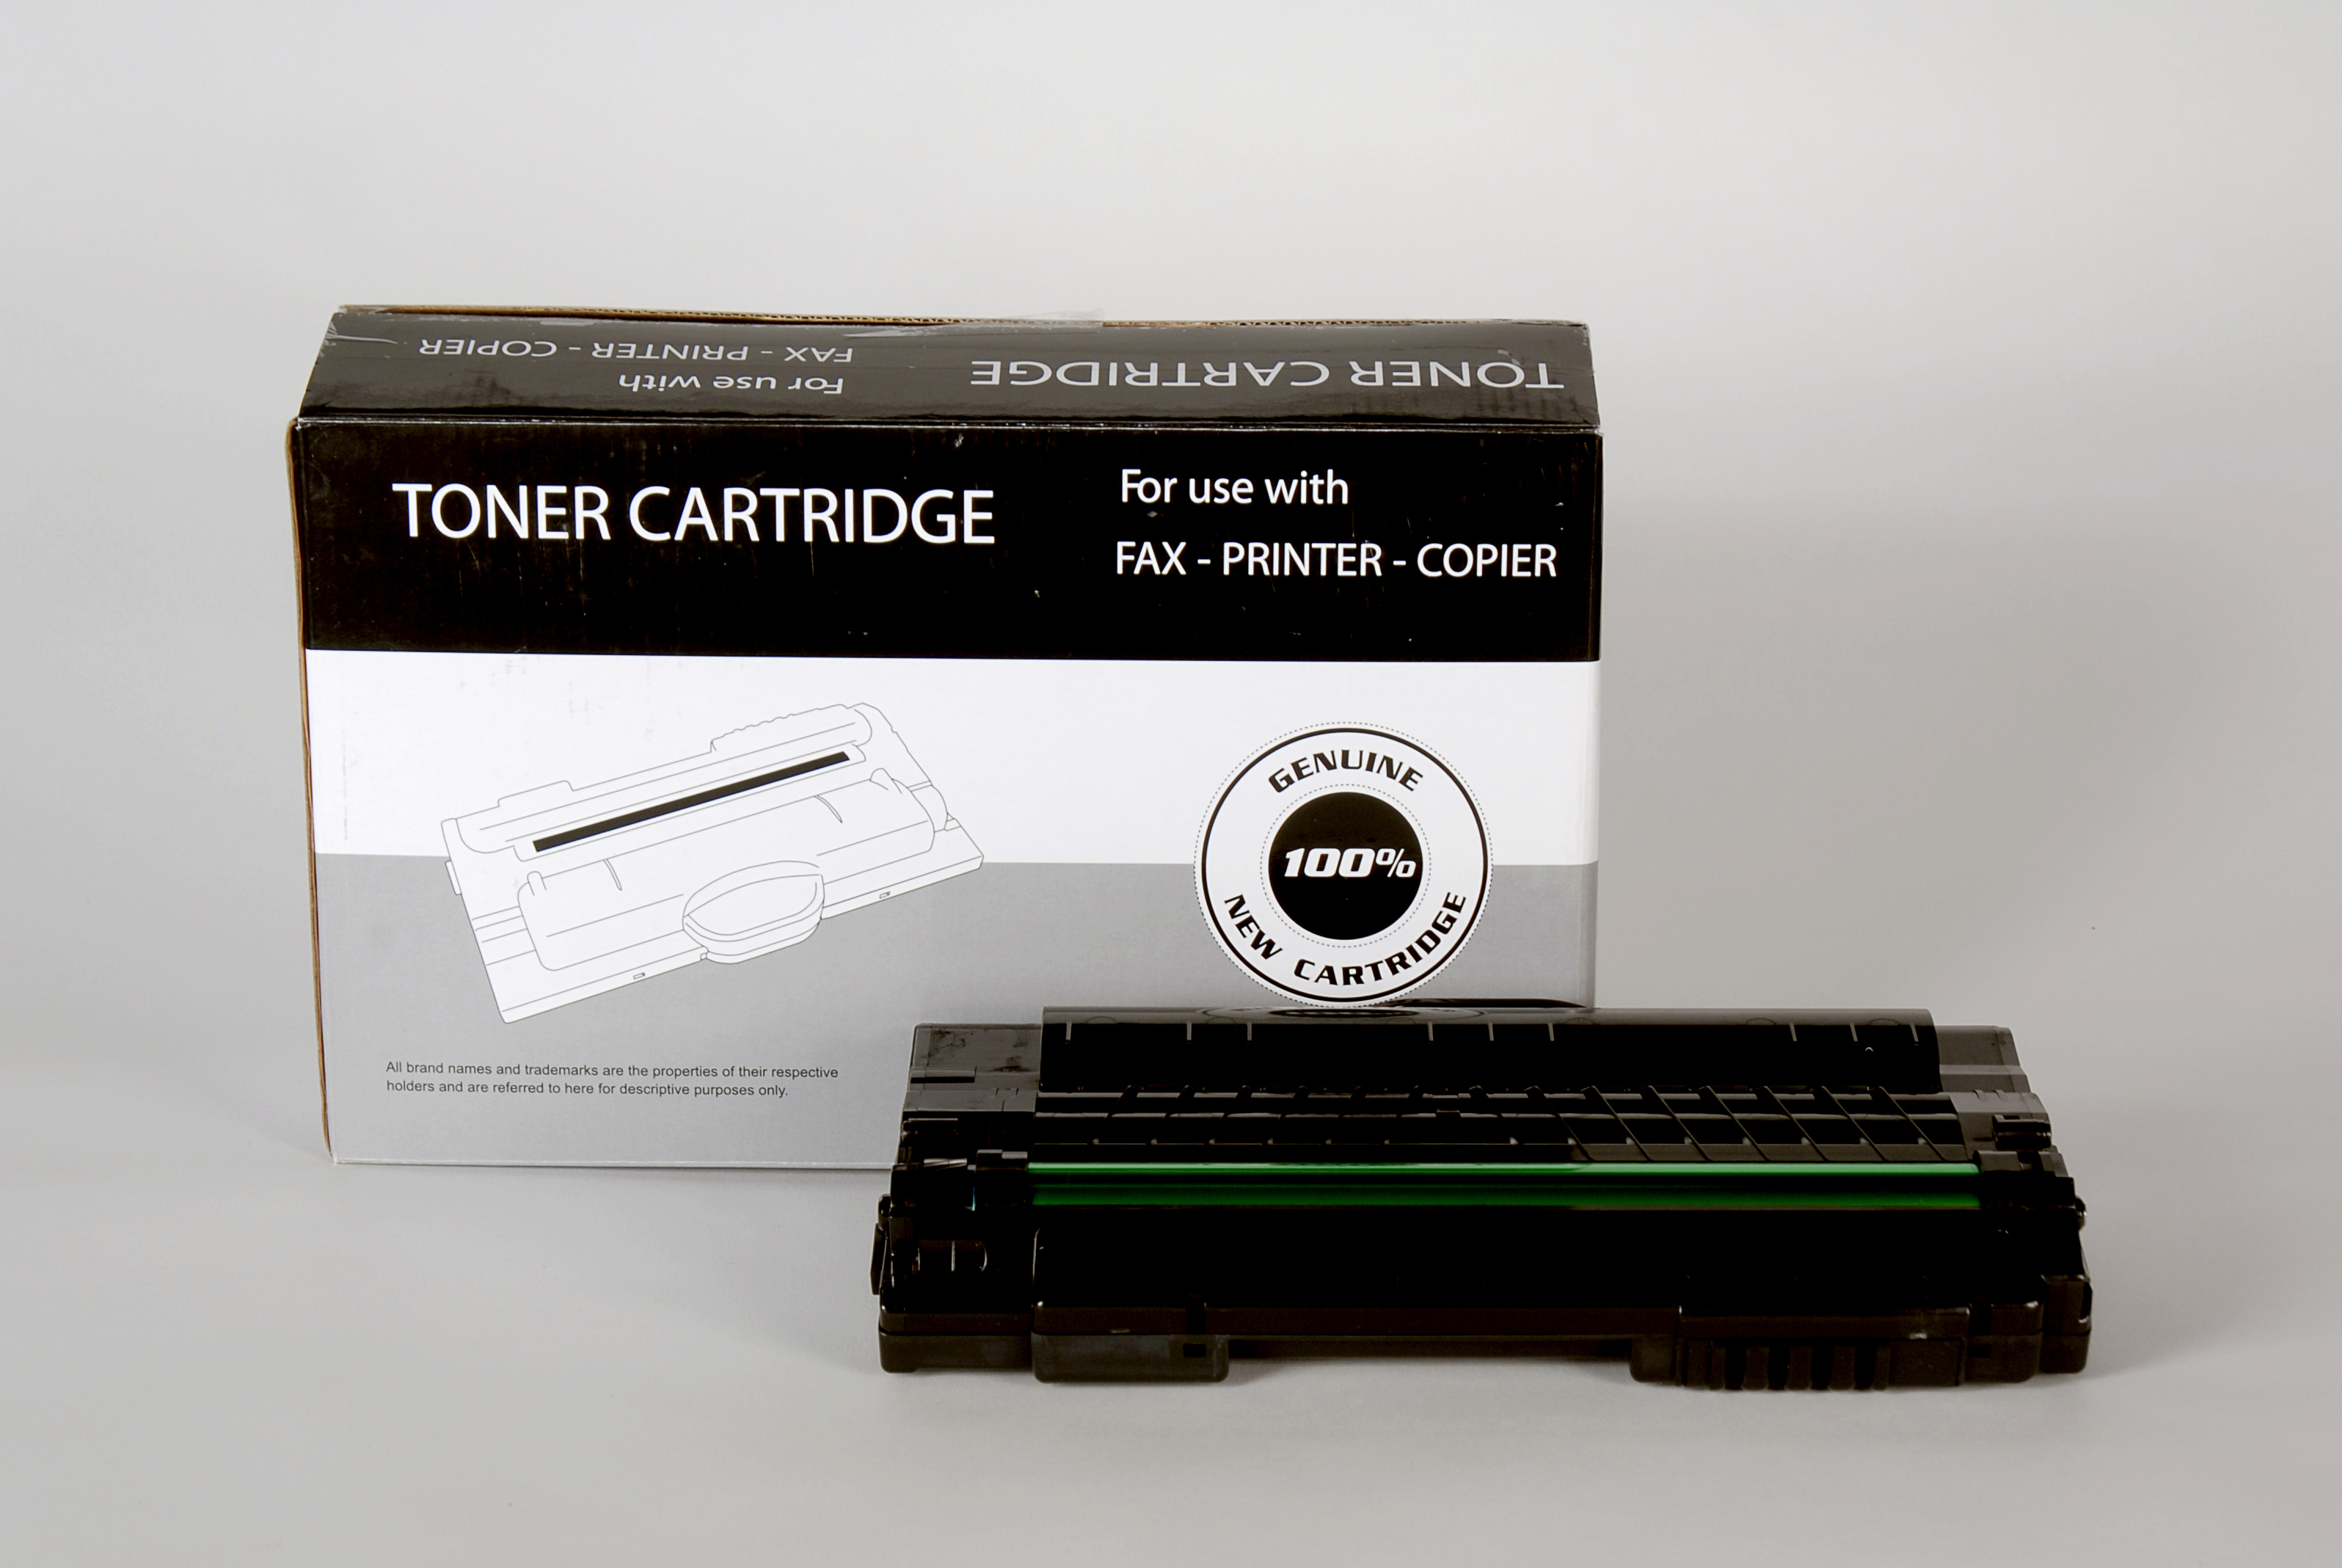 TONER CARTRIDGE
For use with
FAX - PRINTER - COPIER
TONER CARTRIDGE
For use with
FAX - PRINTER - COPIER
GENUINE
100%
NEW CARTRIDGE
All brand names and trademarks are the properties of their respective
holders and are referred to here for descriptive purposes only.